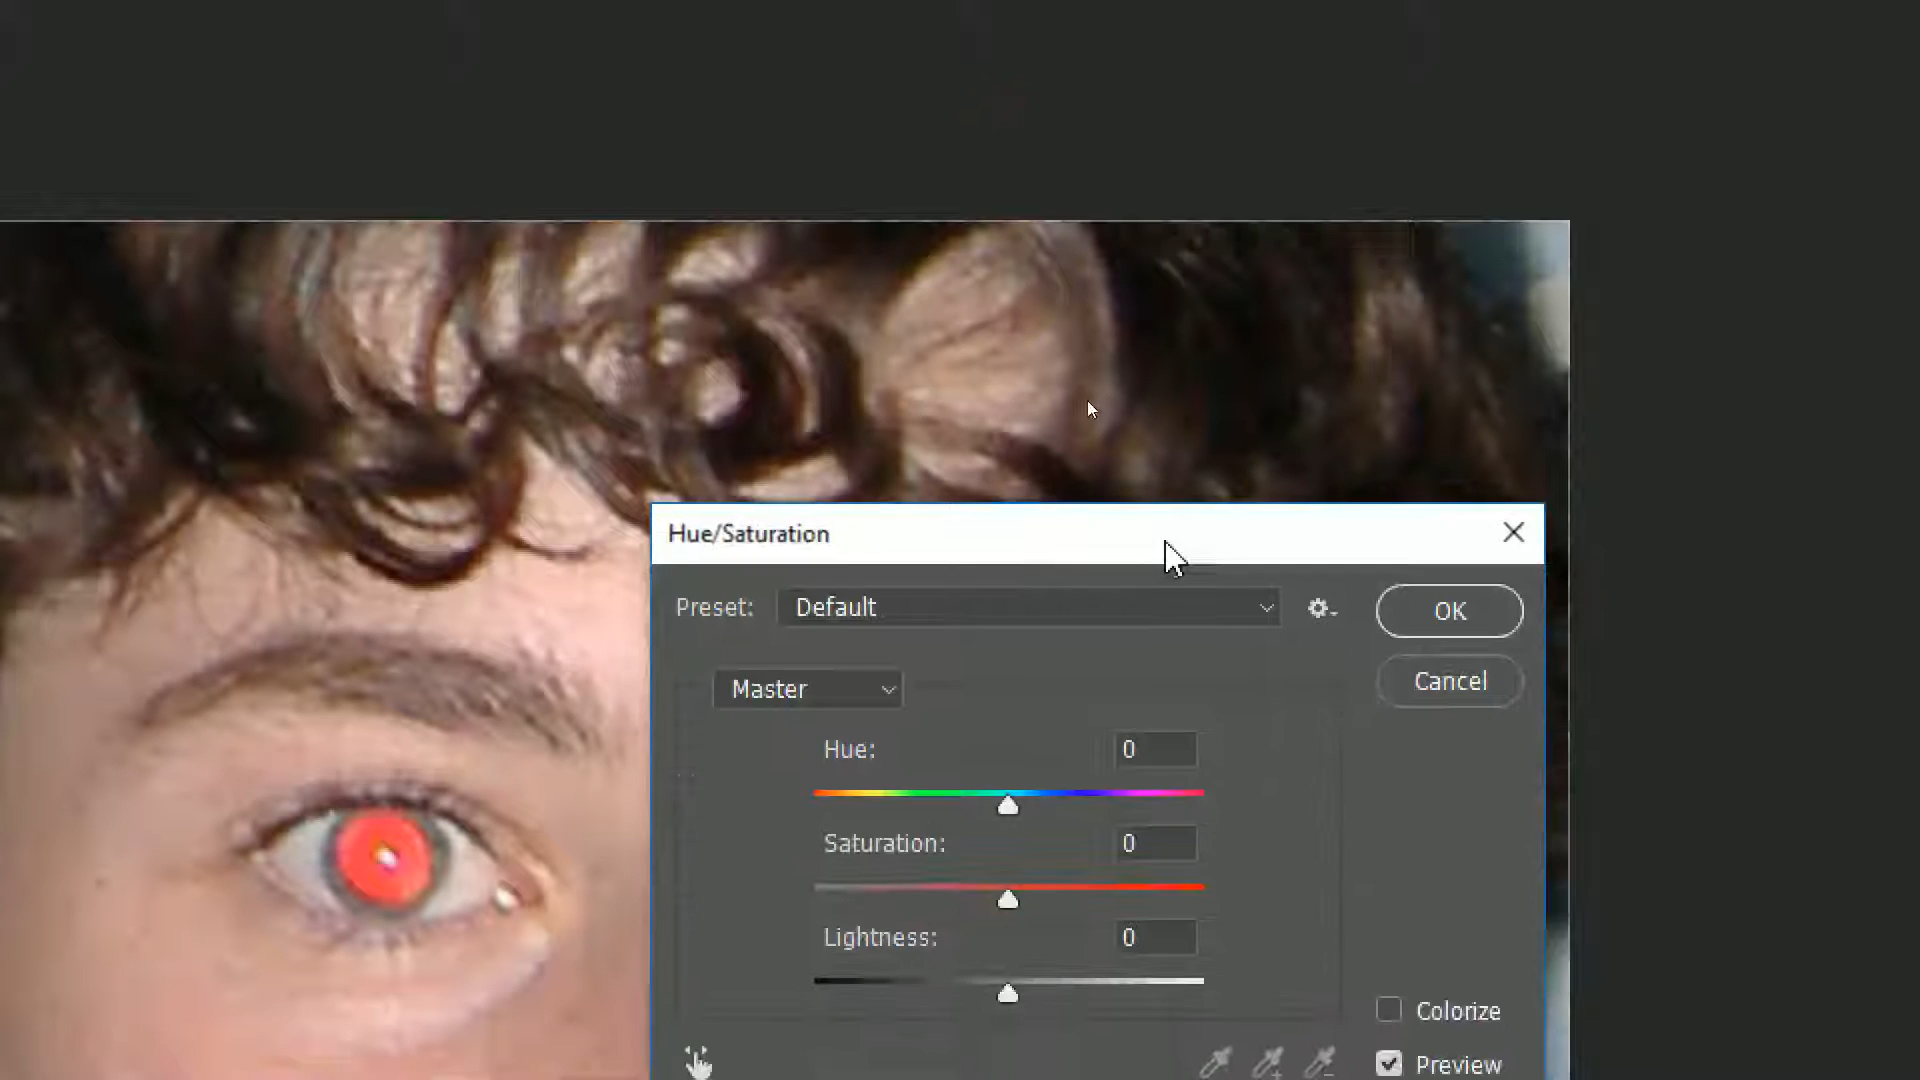 Hue/Saturation
Preset: Default
OK
Master
Cancel
Hue: 0
Saturation: 0
Lightness: 0
Colorize
Preview